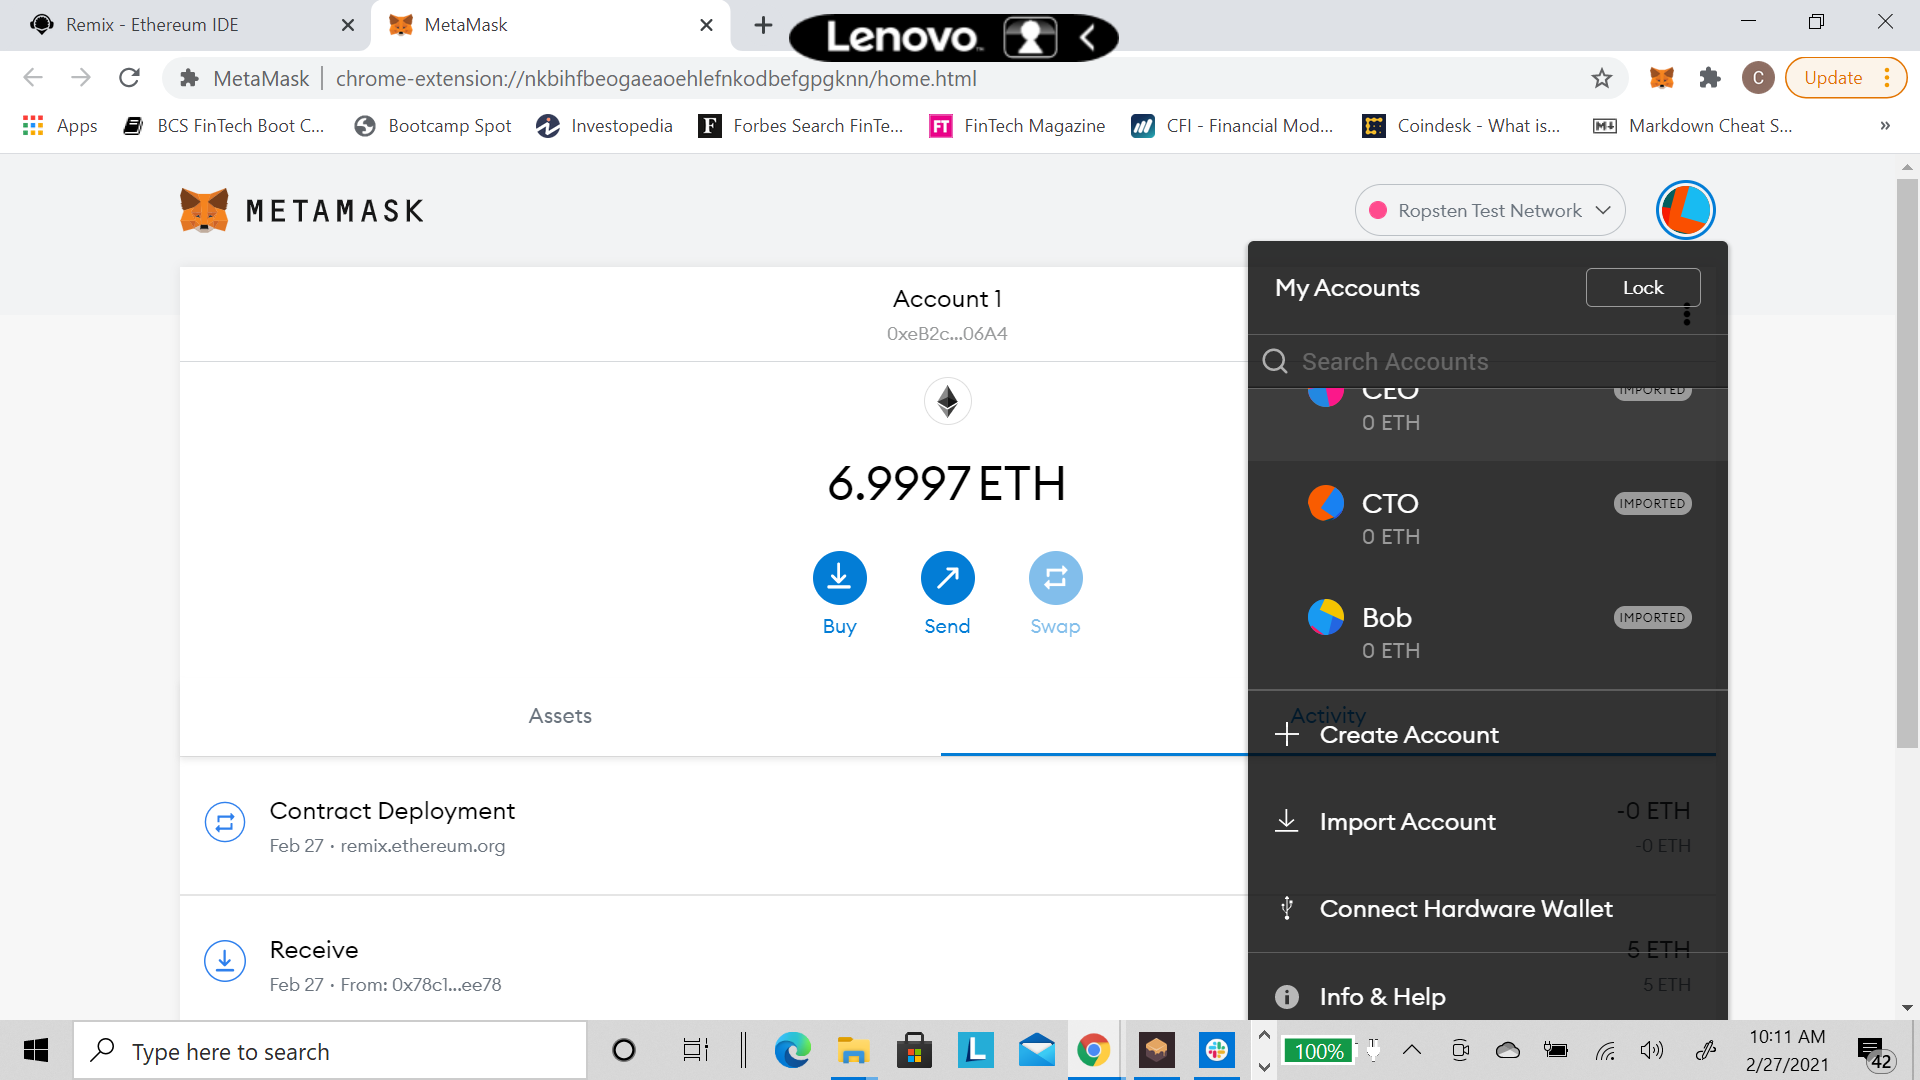 Remix - Ethereum IDE
MetaMask
Lenovo
MetaMask
chrome-extension://nkbihfbeogaeaoehlefnkodbefgpgknn/home.html
C
Update
Apps
BCS FinTech Boot C...
Bootcamp Spot
Investopedia
Forbes Search FinTe...
FinTech Magazine
CFI - Financial Mod...
Coindesk - What is...
Markdown Cheat S...
METAMASK
Ropsten Test Network
Account 1
0xeB2c...06A4
6.9997 ETH
Buy
Send
Swap
Assets
Activity
Contract Deployment
Feb 27 · remix.ethereum.org
-0 ETH
-0 ETH
Receive
Feb 27 · From: 0x78c1...ee78
5 ETH
5 ETH
My Accounts
Lock
Search Accounts
CEO
IMPORTED
0 ETH
CTO
IMPORTED
0 ETH
Bob
IMPORTED
0 ETH
Create Account
Import Account
Connect Hardware Wallet
Info & Help
Type here to search
100%
10:11 AM
2/27/2021
42